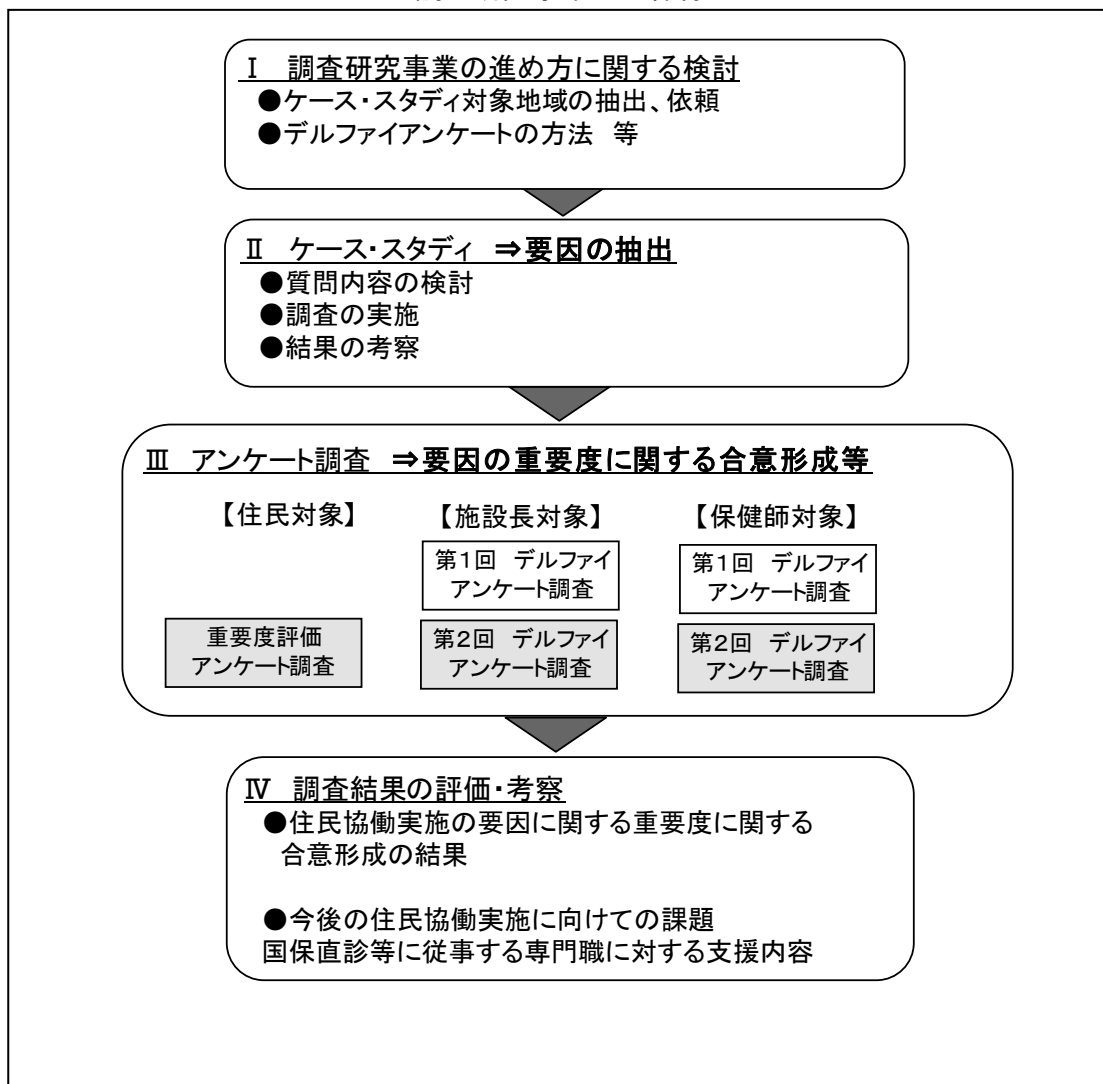 Ⅰ 調査研究事業の進め方に関する検討
●ケース・スタディ対象地域の抽出、依頼
●デルファイアンケートの方法 等
Ⅱ ケース・スタディ ⇒要因の抽出
●質問内容の検討
●調査の実施
●結果の考察
Ⅲ アンケート調査 ⇒要因の重要度に関する合意形成等
【住民対象】 【施設長対象】 【保健師対象】
第1回 デルファイ
アンケート調査
第1回 デルファイ
アンケート調査
重要度評価
アンケート調査
第2回 デルファイ
アンケート調査
第2回 デルファイ
アンケート調査
Ⅳ 調査結果の評価・考察
●住民協働実施の要因に関する重要度に関する
合意形成の結果
●今後の住民協働実施に向けての課題
国保直診等に従事する専門職に対する支援内容